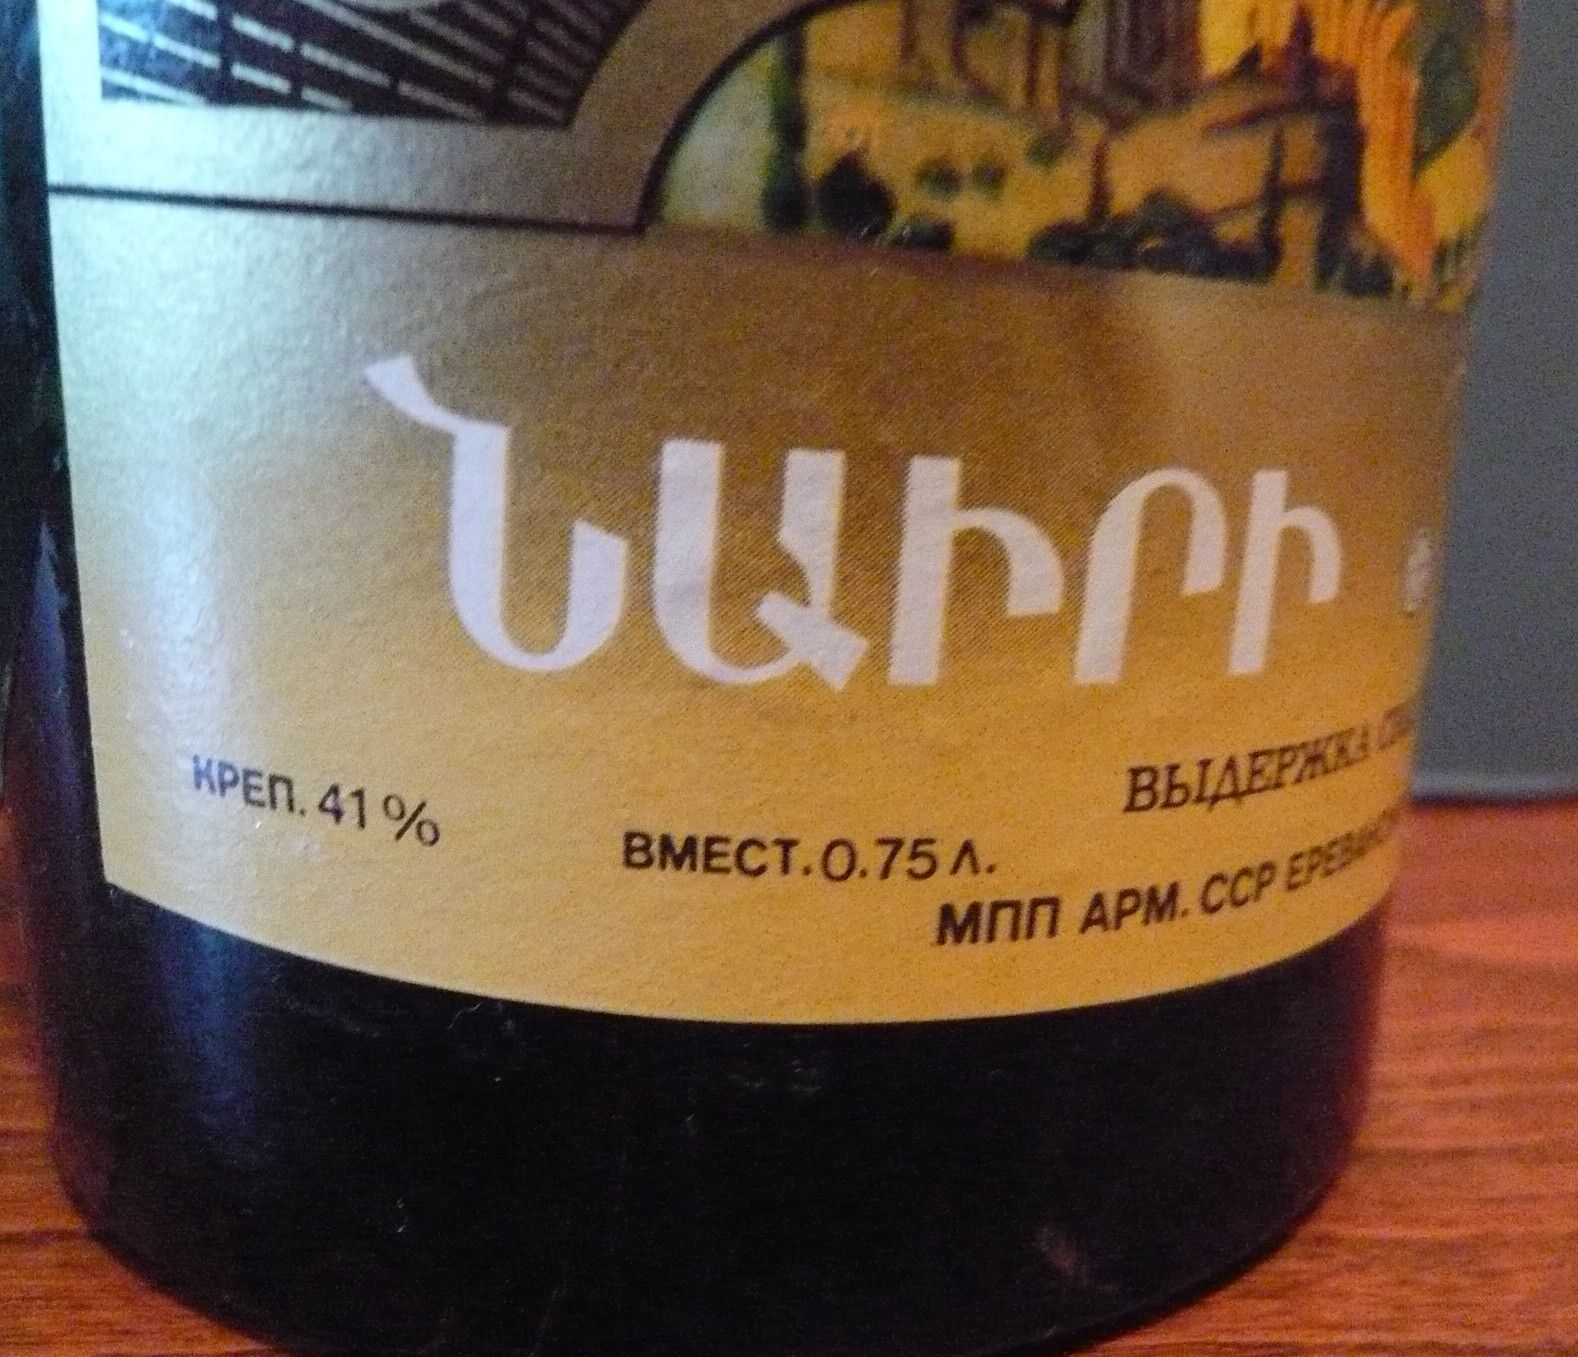 ՆԱԻՐԻ
ВЫДЕРЖКА
КРЕП. 41%
ВМЕСТ. 0.75 Л.
МПП АРМ. ССР